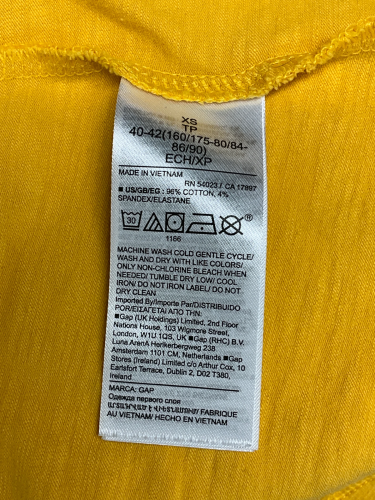 XS
TP
40-42(160/175-80/84-
86/90)
ECH/XP
MADE IN VIETNAM
RN 54023 / CA 17897
■ US/GB/EG : 96% COTTON, 4%
SPANDEX/ELASTANE
30
1166
MACHINE WASH COLD GENTLE CYCLE/
WASH AND DRY WITH LIKE COLORS/
ONLY NON-CHLORINE BLEACH WHEN
NEEDED/ TUMBLE DRY LOW/ COOL
IRON/ DO NOT IRON LABEL/ DO NOT
DRY CLEAN
Imported By/Importe Par/DISTRIBUIDO
POR/ΕΙΣΑΓΕΤΑΙ ΑΠΟ ΤΗΝ:
■Gap (UK Holdings) Limited, 2nd Floor
Nations House, 103 Wigmore Street,
London, W1U 1QS, UK ■Gap (RHC) B.V.
Luna ArenA Herikerbergweg 238
Amsterdam 1101 CM, Netherlands ■Gap
Stores (Ireland) Limited c/o Arthur Cox, 10
Earlsfort Terrace, Dublin 2, D02 T380,
Ireland
MARCA: GAP
Одежда первого слоя
ԱՐՏԱԴՐՎԱԾ Է ՎԻԵՏՆԱՄՈՒՄ/ FABRIQUE
AU VIETNAM/ HECHO EN VIETNAM